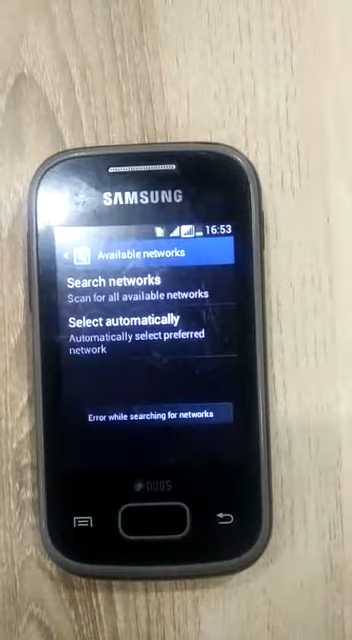 SAMSUNG
16:53
Available networks
Search networks
Scan for all available networks
Select automatically
Automatically select preferred
network
Error while searching for networks
DUOS